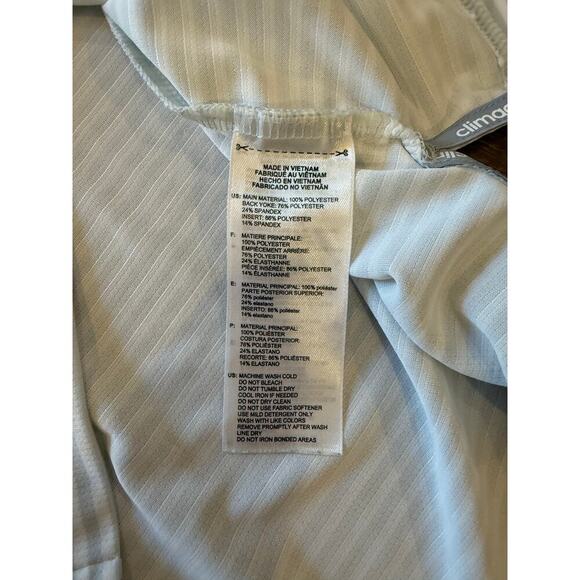 climac
MADE IN VIETNAM
FABRIQUÉ AU VIÊTNAM
HECHO EN VIETNAM
FABRICADO NO VIETNÃN
US: MAIN MATERIAL: 100% POLYESTER
BACK YOKE: 76% POLYESTER
24% SPANDEX
INSERT: 86% POLYESTER
14% SPANDEX
F: MATIERE PRINCIPALE:
100% POLYESTER
EMPIÉCEMENT ARRIÈRE:
76% POLYESTER
24% ÉLASTHANNE
PIÈCE INSÉRÉE: 86% POLYESTER
14% ÉLASTHANNE
E: MATERIAL PRINCIPAL: 100% poliéster
PARTE POSTERIOR SUPERIOR:
76% poliéster
24% elastano
INSERTO: 86% poliéster
14% elastano
P: MATERIAL PRINCIPAL:
100% POLIÉSTER
COSTURA POSTERIOR:
76% POLIÉSTER
24% ELASTANO
RECORTE: 86% POLIÉSTER
14% ELASTANO
US: MACHINE WASH COLD
DO NOT BLEACH
DO NOT TUMBLE DRY
COOL IRON IF NEEDED
DO NOT DRY CLEAN
DO NOT USE FABRIC SOFTENER
USE MILD DETERGENT ONLY
WASH WITH LIKE COLORS
REMOVE PROMPTLY AFTER WASH
LINE DRY
DO NOT IRON BONDED AREAS